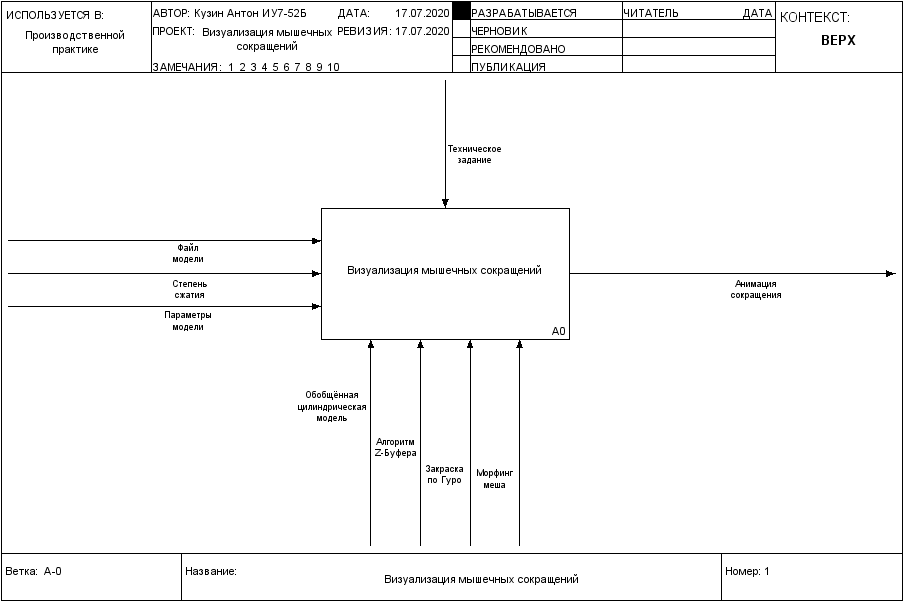 ИСПОЛЬЗУЕТСЯ В:
Производственной
практике
АВТОР: Кузин Антон ИУ7-52Б
ДАТА: 17.07.2020
ПРОЕКТ: Визуализация мышечных
сокращений
РЕВИЗИЯ: 17.07.2020
ЗАМЕЧАНИЯ: 1 2 3 4 5 6 7 8 9 10
РАЗРАБАТЫВАЕТСЯ
ЧЕРНОВИК
РЕКОМЕНДОВАНО
ПУБЛИКАЦИЯ
ЧИТАТЕЛЬ ДАТА
КОНТЕКСТ:
ВЕРХ
Техническое
задание
Файл
модели
Степень
сжатия
Параметры
модели
Визуализация мышечных сокращений
A0
Анимация
сокращения
Обобщённая
цилиндрическая
модель
Алгоритм
Z-Буфера
Закраска
по Гуро
Морфинг
меша
Ветка: A-0
Название:
Визуализация мышечных сокращений
Номер: 1